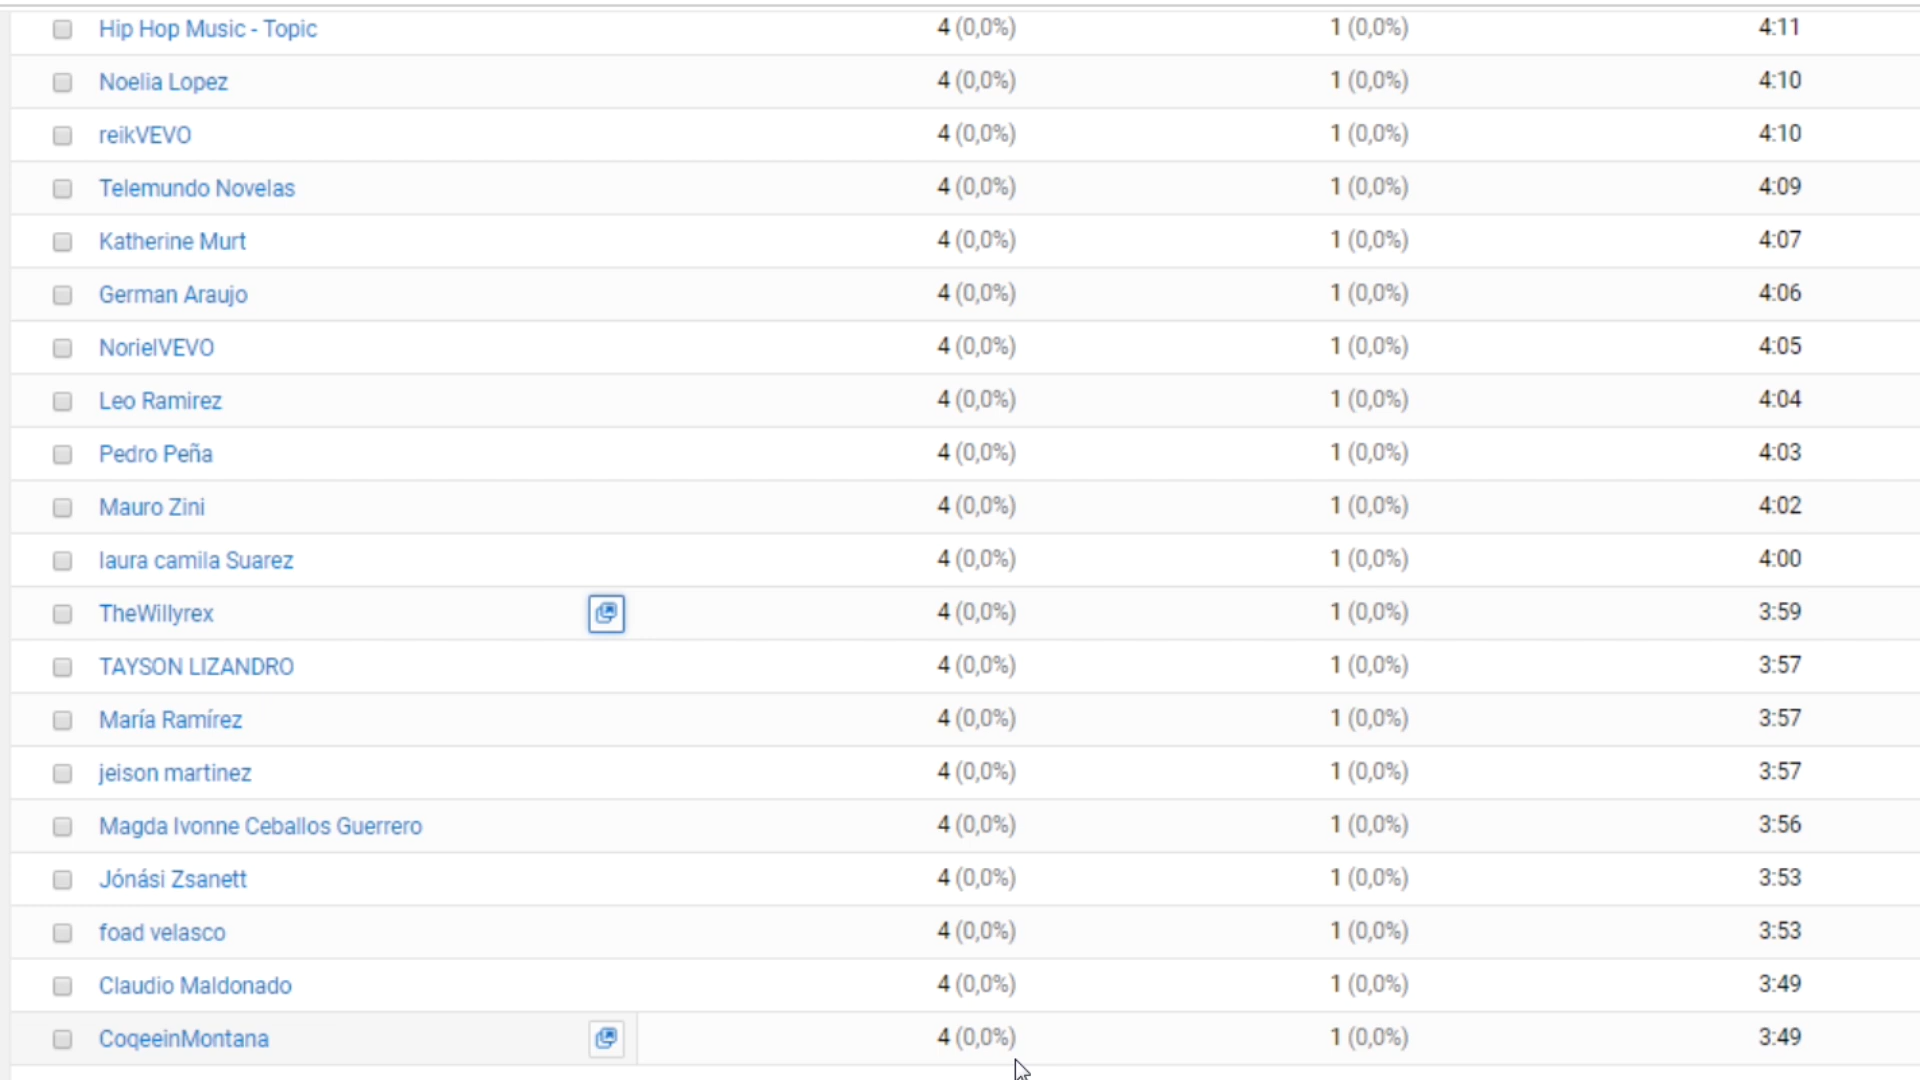 Hip Hop Music - Topic 4 (0,0%) 1 (0,0%) 4:11
Noelia Lopez 4 (0,0%) 1 (0,0%) 4:10
reikVEVO 4 (0,0%) 1 (0,0%) 4:10
Telemundo Novelas 4 (0,0%) 1 (0,0%) 4:09
Katherine Murt 4 (0,0%) 1 (0,0%) 4:07
German Araujo 4 (0,0%) 1 (0,0%) 4:06
NorielVEVO 4 (0,0%) 1 (0,0%) 4:05
Leo Ramirez 4 (0,0%) 1 (0,0%) 4:04
Pedro Peña 4 (0,0%) 1 (0,0%) 4:03
Mauro Zini 4 (0,0%) 1 (0,0%) 4:02
laura camila Suarez 4 (0,0%) 1 (0,0%) 4:00
TheWillyrex 4 (0,0%) 1 (0,0%) 3:59
TAYSON LIZANDRO 4 (0,0%) 1 (0,0%) 3:57
María Ramírez 4 (0,0%) 1 (0,0%) 3:57
jeison martinez 4 (0,0%) 1 (0,0%) 3:57
Magda Ivonne Ceballos Guerrero 4 (0,0%) 1 (0,0%) 3:56
Jónási Zsanett 4 (0,0%) 1 (0,0%) 3:53
foad velasco 4 (0,0%) 1 (0,0%) 3:53
Claudio Maldonado 4 (0,0%) 1 (0,0%) 3:49
CoqeeinMontana 4 (0,0%) 1 (0,0%) 3:49